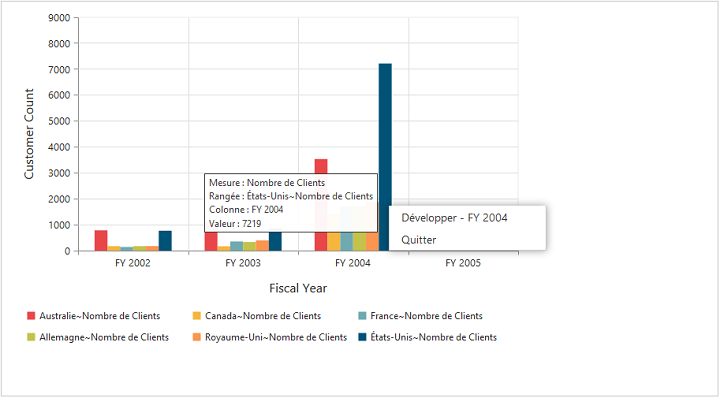 9000
8000
7000
6000
5000
4000
3000
2000
1000
0
Customer Count
Mesure : Nombre de Clients
Rangée : États-Unis~Nombre de Clients
Colonne : FY 2004
Valeur : 7219
Développer - FY 2004
Quitter
FY 2002 FY 2003 FY 2004 FY 2005
Fiscal Year
Australie~Nombre de Clients Canada~Nombre de Clients France~Nombre de Clients
Allemagne~Nombre de Clients Royaume-Uni~Nombre de Clients États-Unis~Nombre de Clients